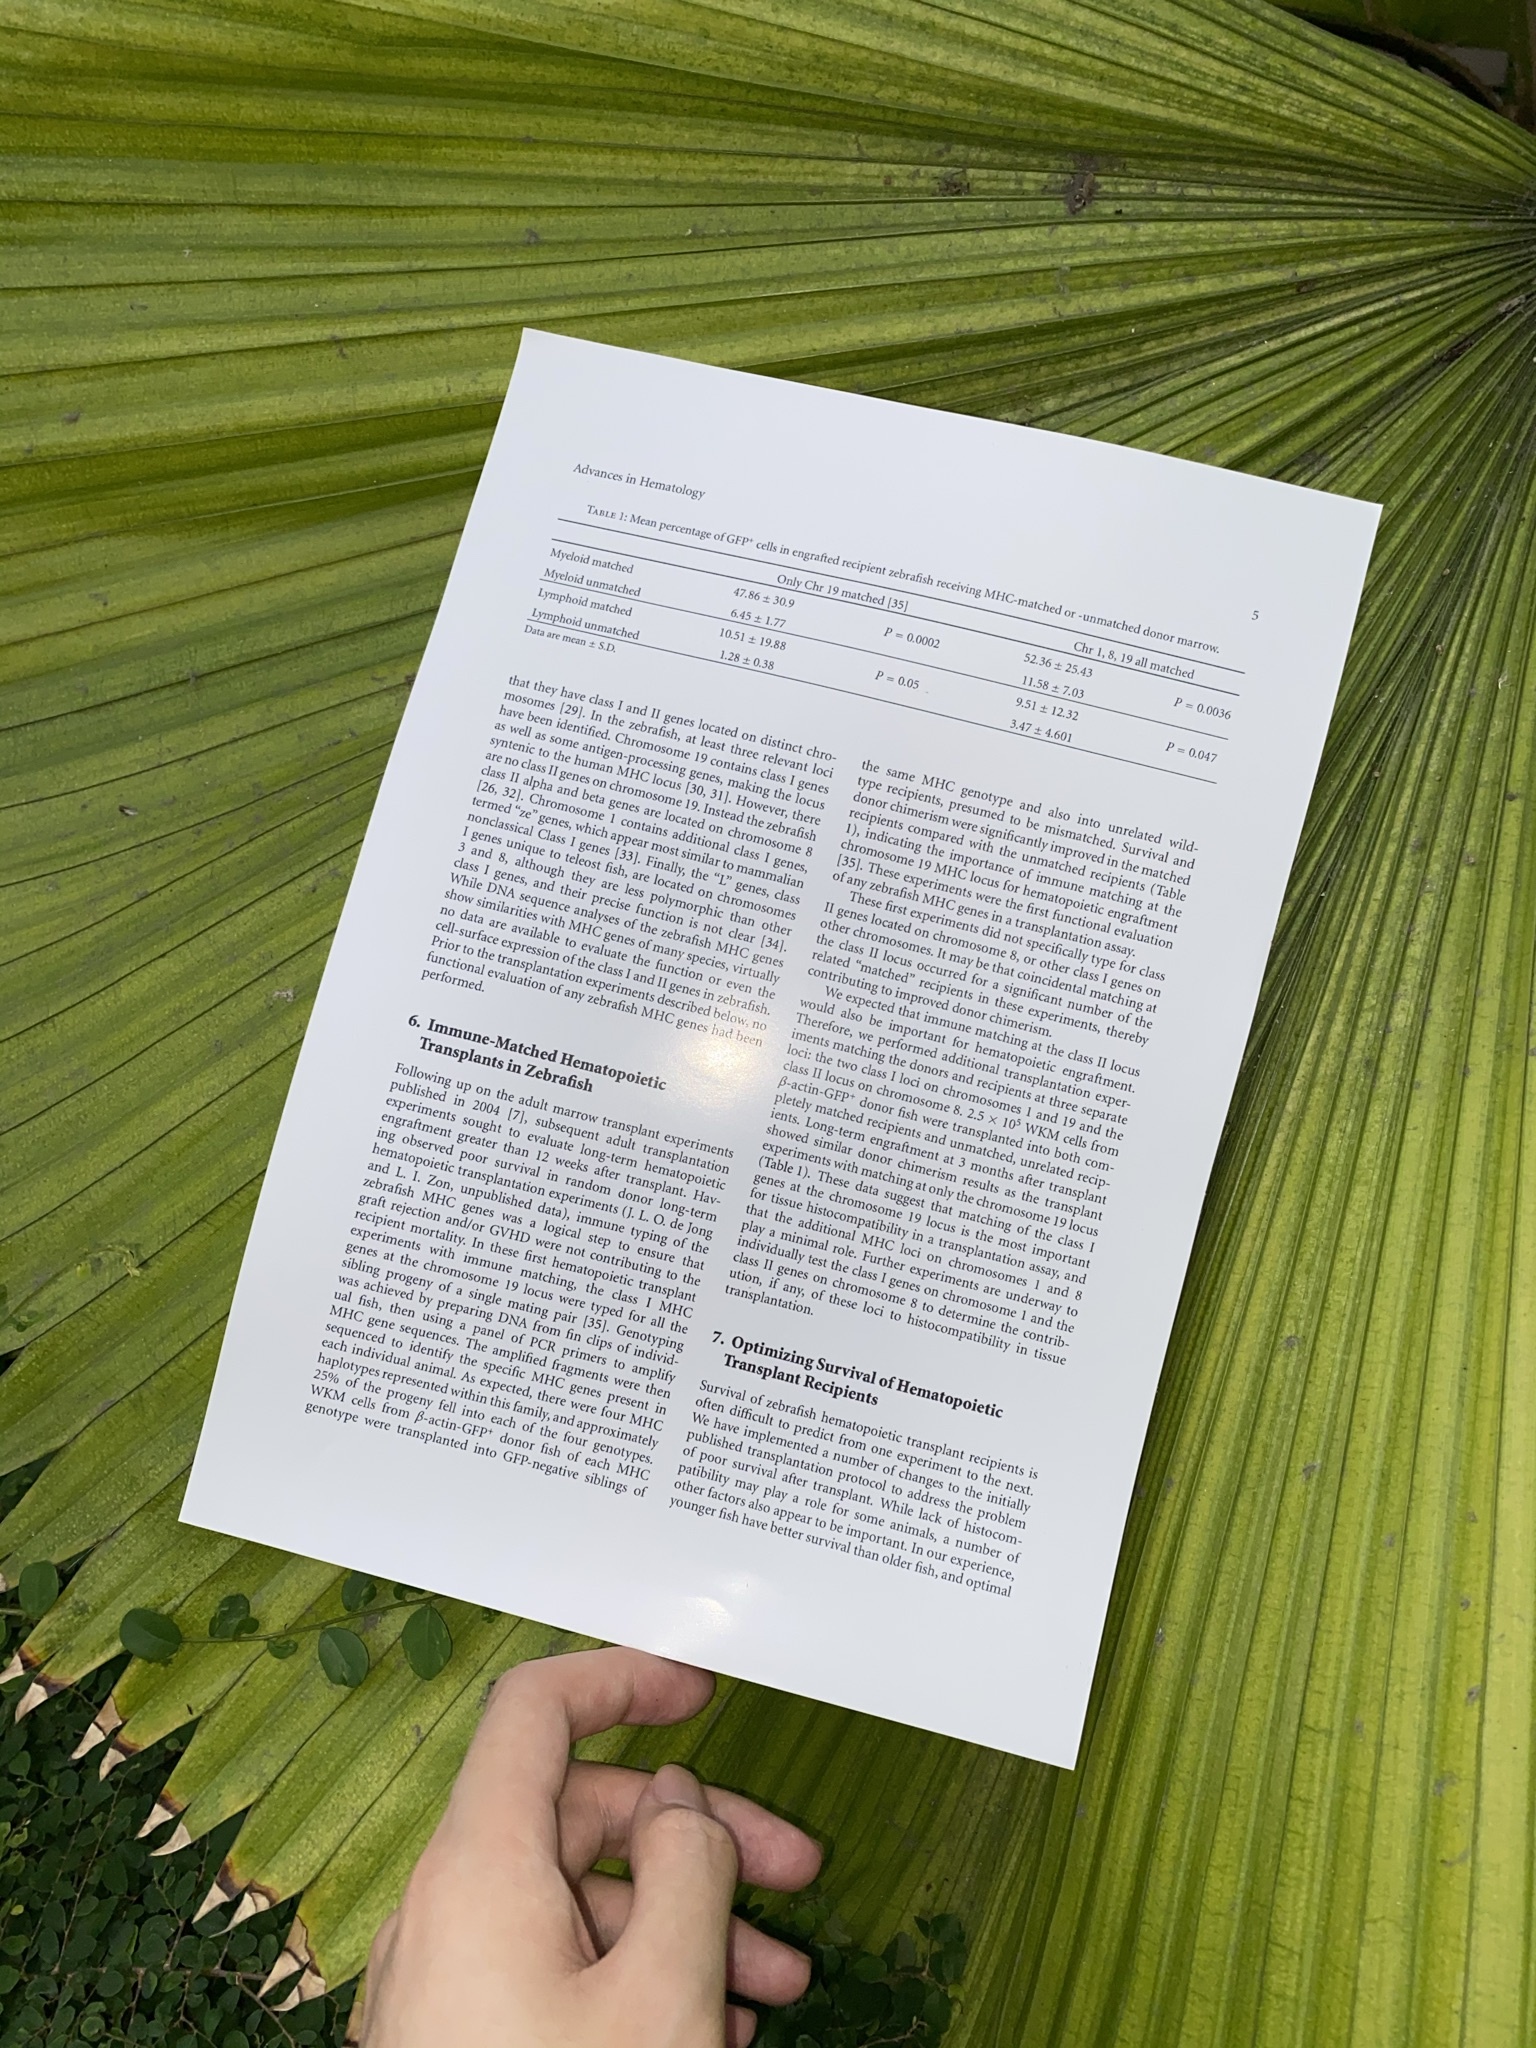 Advances in Hematology
5
TABLE 1: Mean percentage of GFP⁺ cells in engrafted recipient zebrafish receiving MHC-matched or -unmatched donor marrow.
Only Chr 19 matched [35] Chr 1, 8, 19 all matched
Myeloid matched 47.86 ± 30.9 P = 0.0002 52.36 ± 25.43 P = 0.0036
Myeloid unmatched 6.45 ± 1.77 11.58 ± 7.03
Lymphoid matched 10.51 ± 19.88 P = 0.05 9.51 ± 12.32 P = 0.047
Lymphoid unmatched 1.28 ± 0.38 3.47 ± 4.601
Data are mean ± S.D.
that they have class I and II genes located on distinct chro-
mosomes [29]. In the zebrafish, at least three relevant loci
have been identified. Chromosome 19 contains class I genes
as well as some antigen-processing genes, making the locus
syntenic to the human MHC locus [30, 31]. However, there
are no class II genes on chromosome 19. Instead the zebrafish
class II alpha and beta genes are located on chromosome 8
[26, 32]. Chromosome 1 contains additional class I genes,
termed “ze” genes, which appear most similar to mammalian
nonclassical Class I genes [33]. Finally, the “L” genes, class
I genes unique to teleost fish, are located on chromosomes
3 and 8, although they are less polymorphic than other
class I genes, and their precise function is not clear [34].
While DNA sequence analyses of the zebrafish MHC genes
show similarities with MHC genes of many species, virtually
no data are available to evaluate the function or even the
cell-surface expression of the class I and II genes in zebrafish.
Prior to the transplantation experiments described below, no
functional evaluation of any zebrafish MHC genes had been
performed.
6. Immune-Matched Hematopoietic
Transplants in Zebrafish
Following up on the adult marrow transplant experiments
published in 2004 [7], subsequent adult transplantation
experiments sought to evaluate long-term hematopoietic
engraftment greater than 12 weeks after transplant. Hav-
ing observed poor survival in random donor long-term
hematopoietic transplantation experiments (J. L. O. de Jong
and L. I. Zon, unpublished data), immune typing of the
zebrafish MHC genes was a logical step to ensure that
graft rejection and/or GVHD were not contributing to the
recipient mortality. In these first hematopoietic transplant
experiments with immune matching, the class I MHC
genes at the chromosome 19 locus were typed for all the
sibling progeny of a single mating pair [35]. Genotyping
was achieved by preparing DNA from fin clips of individ-
ual fish, then using a panel of PCR primers to amplify
MHC gene sequences. The amplified fragments were then
sequenced to identify the specific MHC genes present in
each individual animal. As expected, there were four MHC
haplotypes represented within this family, and approximately
25% of the progeny fell into each of the four genotypes.
WKM cells from β-actin-GFP⁺ donor fish of each MHC
genotype were transplanted into GFP-negative siblings of
the same MHC genotype and also into unrelated wild-
type recipients, presumed to be mismatched. Survival and
donor chimerism were significantly improved in the matched
recipients compared with the unmatched recipients (Table
1), indicating the importance of immune matching at the
chromosome 19 MHC locus for hematopoietic engraftment
[35]. These experiments were the first functional evaluation
of any zebrafish MHC genes in a transplantation assay.
These first experiments did not specifically type for class
II genes located on chromosome 8, or other class I genes on
other chromosomes. It may be that coincidental matching at
the class II locus occurred for a significant number of the
related “matched” recipients in these experiments, thereby
contributing to improved donor chimerism.
We expected that immune matching at the class II locus
would also be important for hematopoietic engraftment.
Therefore, we performed additional transplantation exper-
iments matching the donors and recipients at three separate
loci: the two class I loci on chromosomes 1 and 19 and the
class II locus on chromosome 8. 2.5 × 10⁵ WKM cells from
β-actin-GFP⁺ donor fish were transplanted into both com-
pletely matched recipients and unmatched, unrelated recip-
ients. Long-term engraftment at 3 months after transplant
showed similar donor chimerism results as the transplant
experiments with matching at only the chromosome 19 locus
(Table 1). These data suggest that matching of the class I
genes at the chromosome 19 locus is the most important
for tissue histocompatibility in a transplantation assay, and
that the additional MHC loci on chromosomes 1 and 8
play a minimal role. Further experiments are underway to
individually test the class I genes on chromosome 1 and the
class II genes on chromosome 8 to determine the contrib-
ution, if any, of these loci to histocompatibility in tissue
transplantation.
7. Optimizing Survival of Hematopoietic
Transplant Recipients
Survival of zebrafish hematopoietic transplant recipients is
often difficult to predict from one experiment to the next.
We have implemented a number of changes to the initially
published transplantation protocol to address the problem
of poor survival after transplant. While lack of histocom-
patibility may play a role for some animals, a number of
other factors also appear to be important. In our experience,
younger fish have better survival than older fish, and optimal